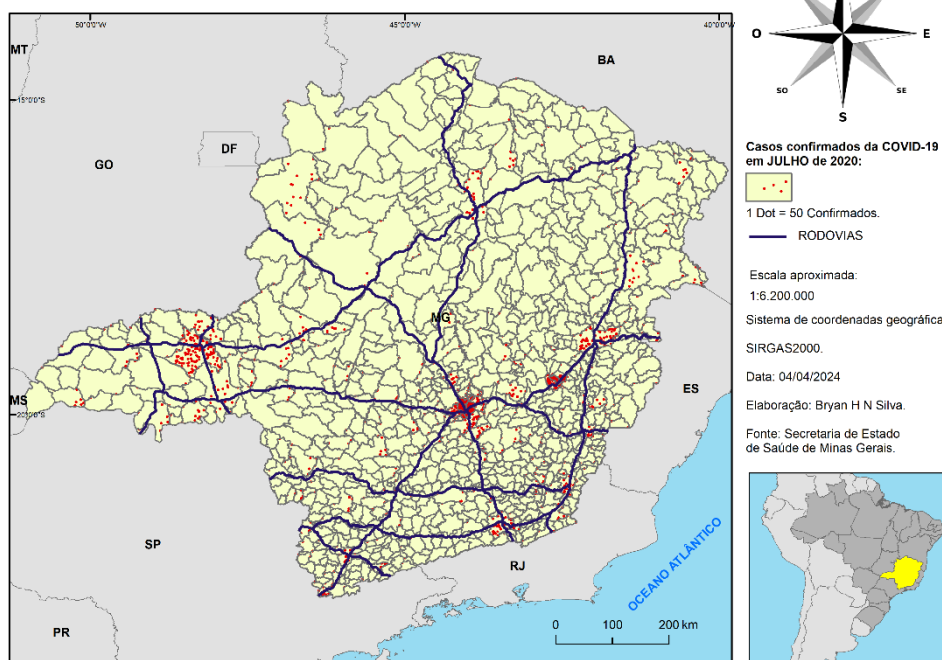 50°0'0"W
45°0'0"W
40°0'0"W
MT
BA
15°0'0"S
DF
GO
MG
MS
20°0'0"S
ES
SP
RJ
PR
OCEANO ATLÂNTICO
0 100 200 km
O
E
SO
SE
S
Casos confirmados da COVID-19
em JULHO de 2020:
1 Dot = 50 Confirmados.
RODOVIAS
Escala aproximada:
1:6.200.000
Sistema de coordenadas geográfica
SIRGAS2000.
Data: 04/04/2024
Elaboração: Bryan H N Silva.
Fonte: Secretaria de Estado
de Saúde de Minas Gerais.